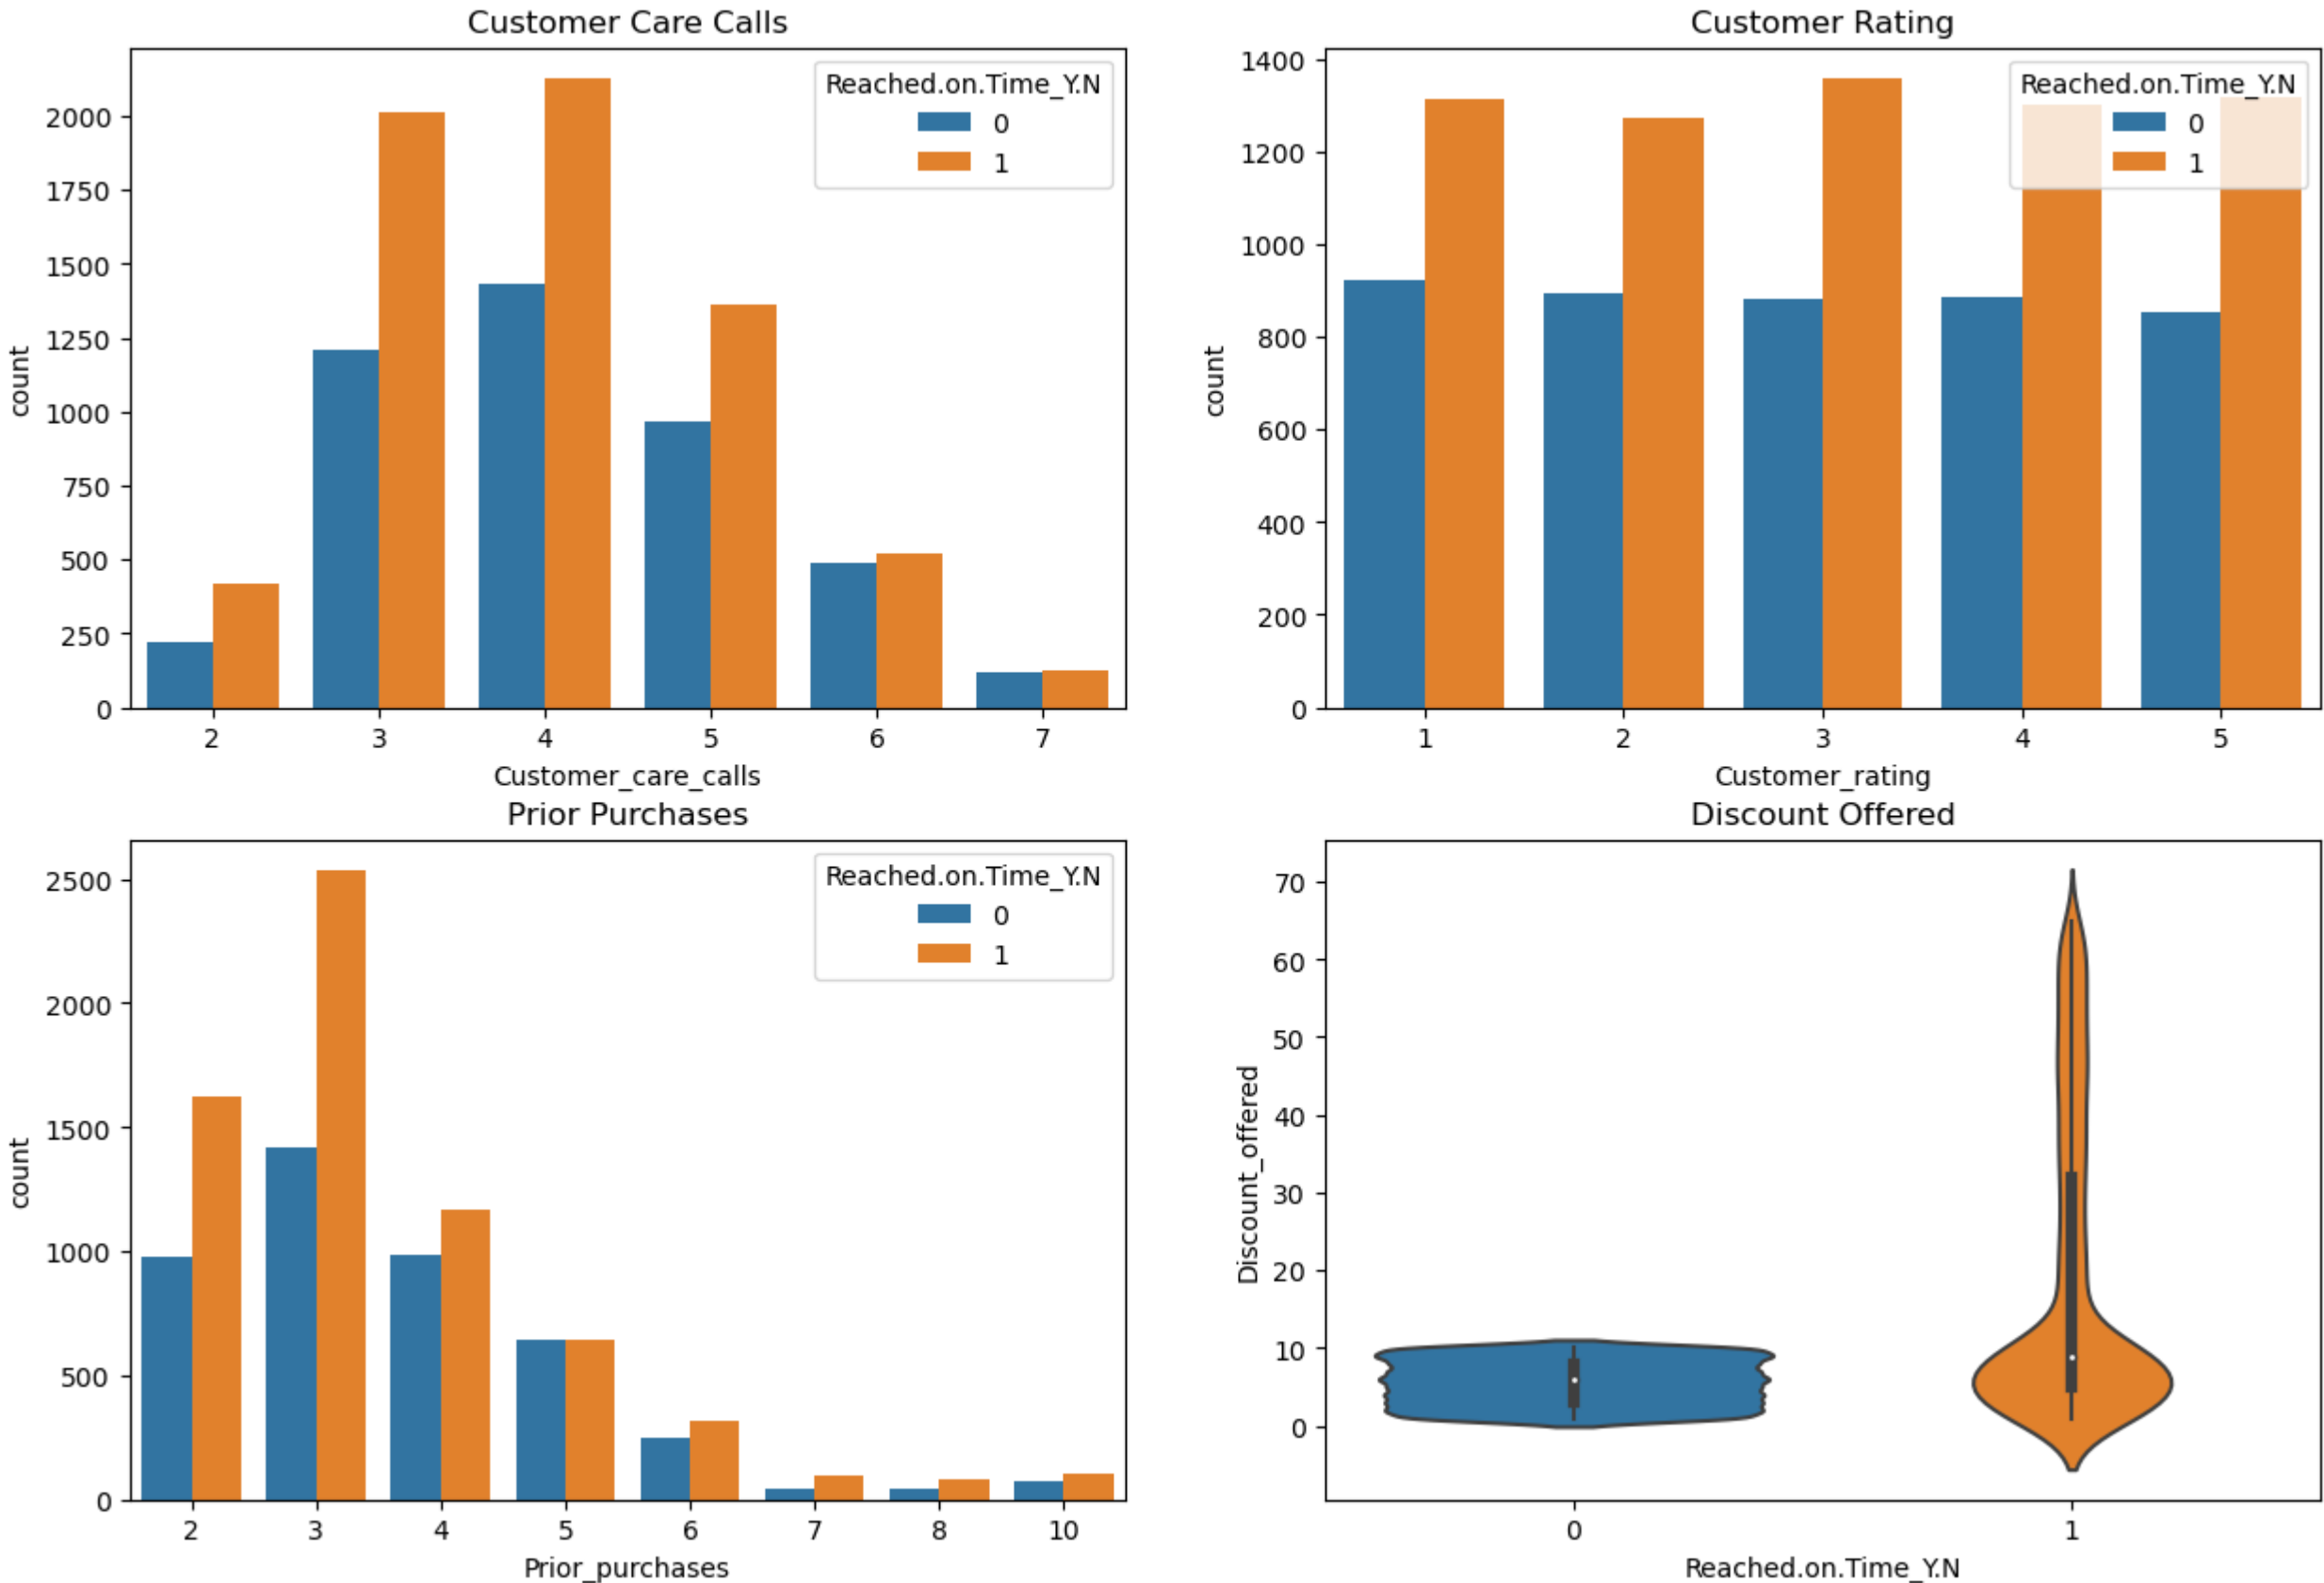 Customer Care Calls
Reached.on.Time_Y.N
0
1
2000
1750
1500
1250
1000
750
500
250
0
count
2 3 4 5 6 7
Customer_care_calls
Customer Rating
Reached.on.Time_Y.N
0
1
1400
1200
1000
800
600
400
200
0
count
1 2 3 4 5
Customer_rating
Prior Purchases
Reached.on.Time_Y.N
0
1
2500
2000
1500
1000
500
0
count
2 3 4 5 6 7 8 10
Prior_purchases
Discount Offered
70
60
50
40
30
20
10
0
Discount_offered
0 1
Reached.on.Time_Y.N